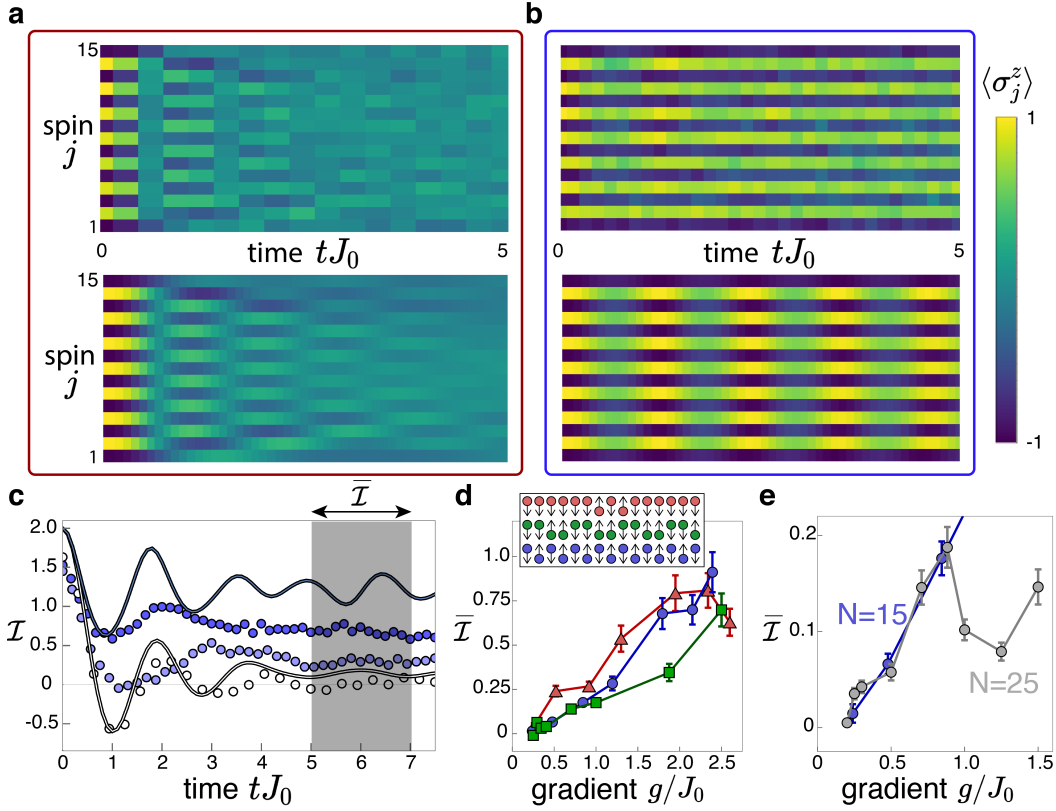 a
b
15
spin
j
1
0
time tJ₀
5
15
spin
j
1
0
time tJ₀
5
⟨σⱼᶻ⟩
1
-1
c
d
e
I̅
2.0
1.5
1.0
0.5
0
-0.5
I
0 1 2 3 4 5 6 7
time tJ₀
1.0
0.75
0.5
0.25
0
I̅
0 0.5 1.0 1.5 2.0 2.5
gradient g/J₀
0.2
0.1
0
I̅
N=15
N=25
0 0.5 1.0 1.5
gradient g/J₀